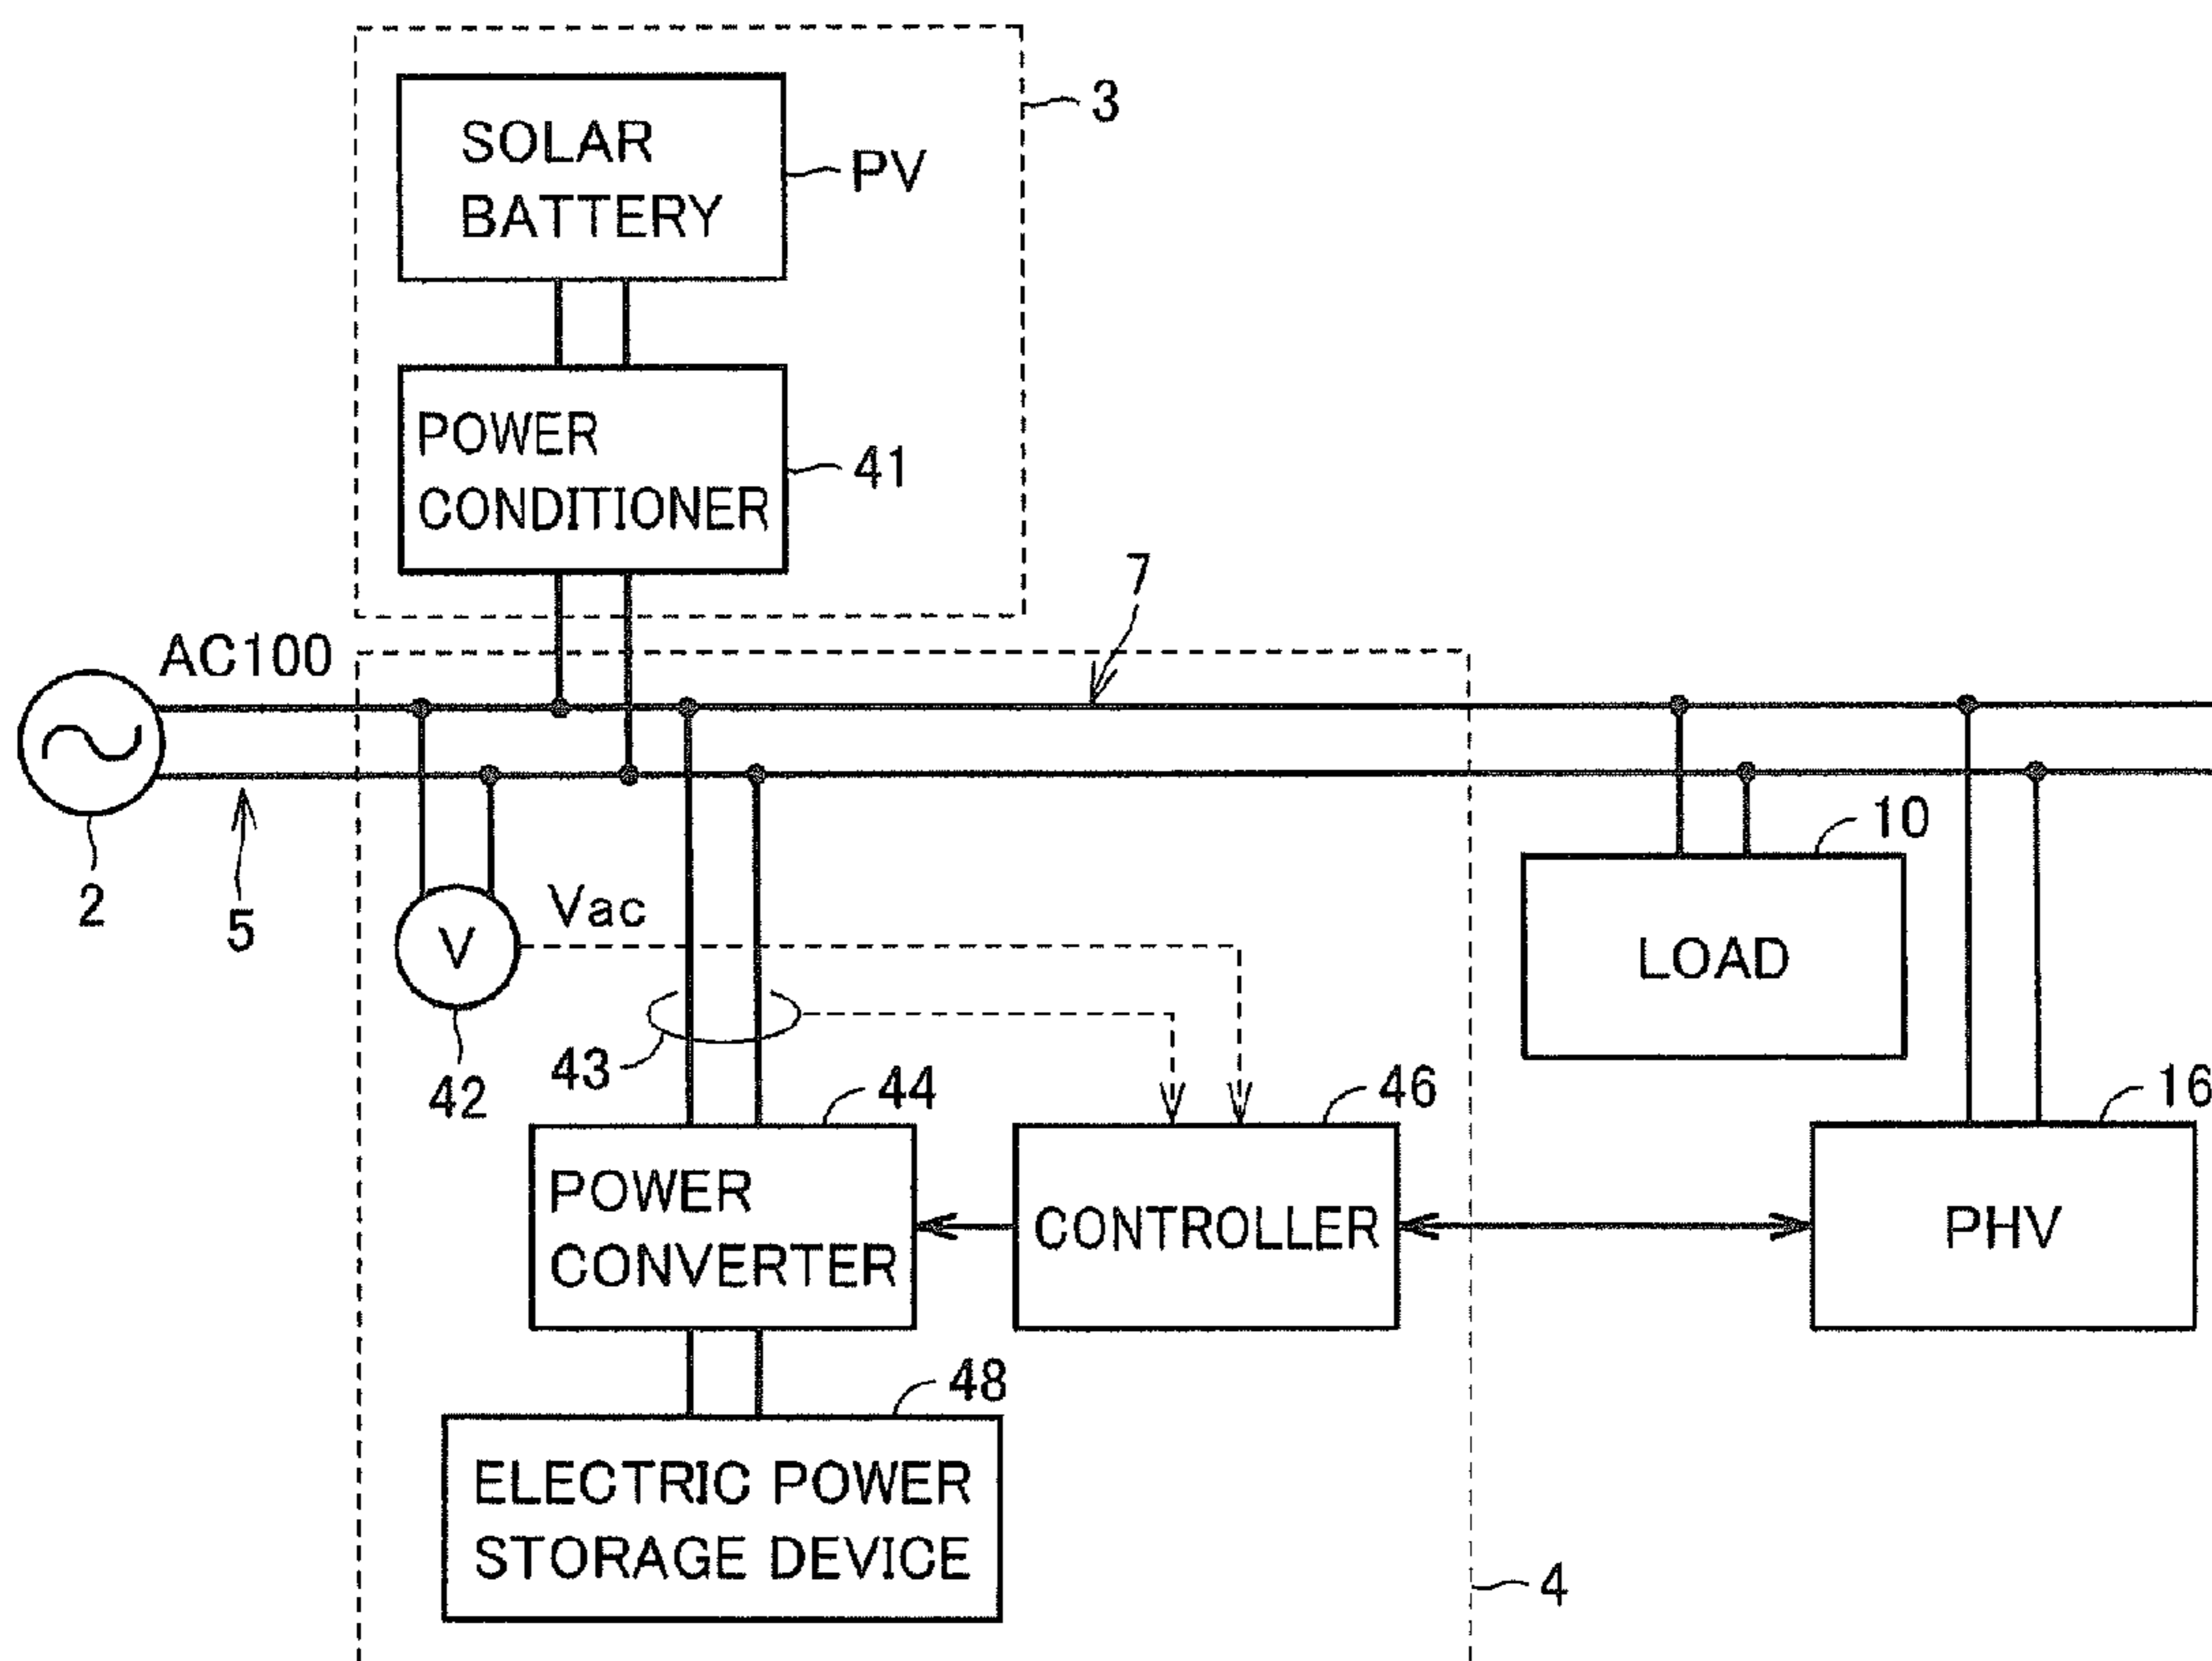 SOLAR
BATTERY
PV
3
POWER
CONDITIONER
41
7
AC100
2
5
V
Vac
42
43
10
LOAD
44
POWER
CONVERTER
46
CONTROLLER
16
PHV
48
ELECTRIC POWER
STORAGE DEVICE
4